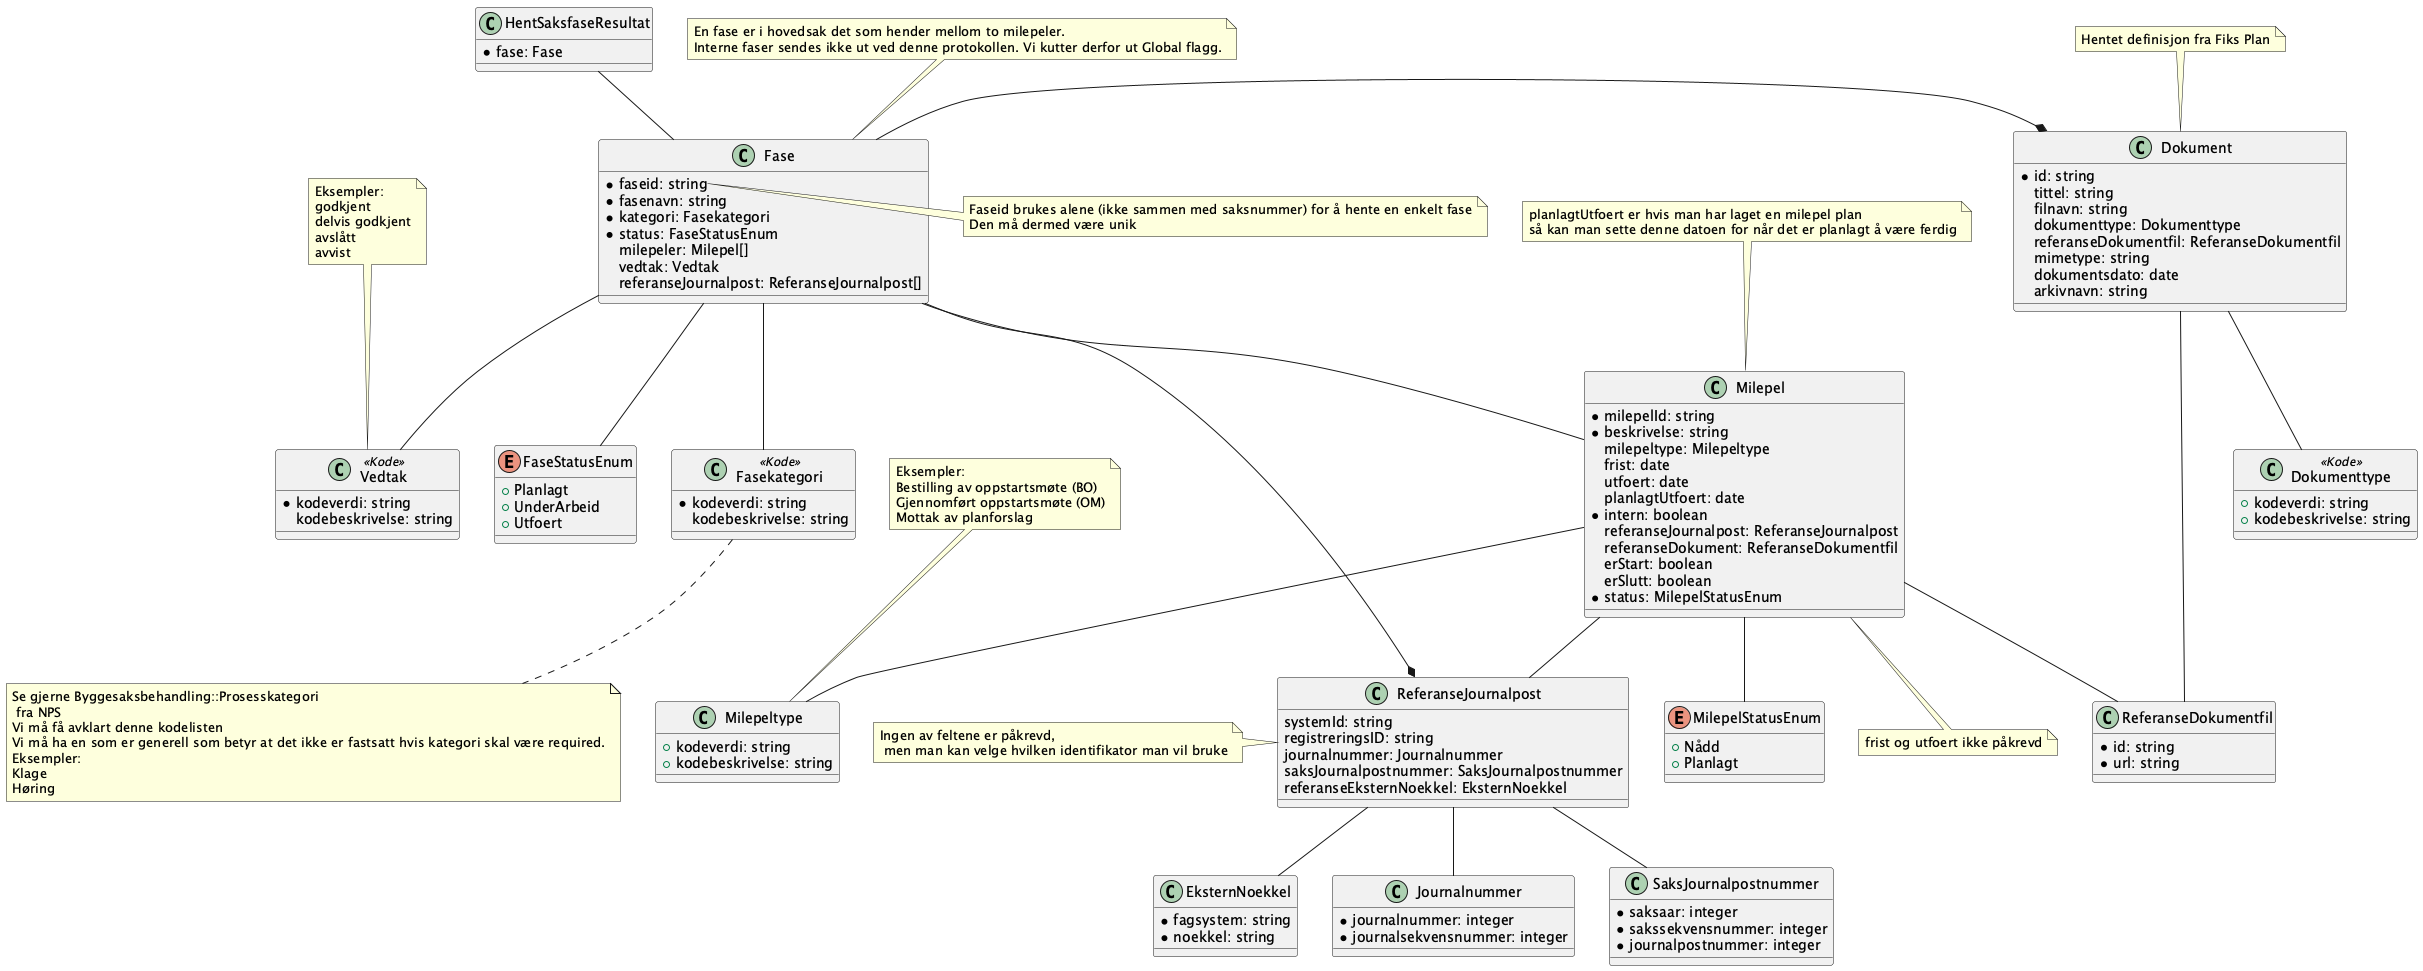 HentSaksfaseResultat
fase: Fase
En fase er i hovedsak det som hender mellom to milepeler.
Interne faser sendes ikke ut ved denne protokollen. Vi kutter derfor ut Global flagg.
Hentet definisjon fra Fiks Plan
Fase
faseid: string
fasenavn: string
kategori: Fasekategori
status: FaseStatusEnum
milepeler: Milepel[]
vedtak: Vedtak
referanseJournalpost: ReferanseJournalpost[]
Dokument
id: string
tittel: string
filnavn: string
dokumenttype: Dokumenttype
referanseDokumentfil: ReferanseDokumentfil
mimetype: string
dokumentsdato: date
arkivnavn: string
Eksempler:
godkjent
delvis godkjent
avslått
avvist
Faseid brukes alene (ikke sammen med saksnummer) for å hente en enkelt fase
Den må dermed være unik
planlagtUtfoert er hvis man har laget en milepel plan
så kan man sette denne datoen for når det er planlagt å være ferdig
Milepel
milepelId: string
beskrivelse: string
milepeltype: Milepeltype
frist: date
utfoert: date
planlagtUtfoert: date
intern: boolean
referanseJournalpost: ReferanseJournalpost
referanseDokument: ReferanseDokumentfil
erStart: boolean
erSlutt: boolean
status: MilepelStatusEnum
«Kode»
Vedtak
kodeverdi: string
kodebeskrivelse: string
FaseStatusEnum
Planlagt
UnderArbeid
Utfoert
«Kode»
Fasekategori
kodeverdi: string
kodebeskrivelse: string
Eksempler:
Bestilling av oppstartsmøte (BO)
Gjennomført oppstartsmøte (OM)
Mottak av planforslag
«Kode»
Dokumenttype
kodeverdi: string
kodebeskrivelse: string
Se gjerne Byggesaksbehandling::Prosesskategori
fra NPS
Vi må få avklart denne kodelisten
Vi må ha en som er generell som betyr at det ikke er fastsatt hvis kategori skal være required.
Eksempler:
Klage
Høring
Milepeltype
kodeverdi: string
kodebeskrivelse: string
Ingen av feltene er påkrevd,
men man kan velge hvilken identifikator man vil bruke
ReferanseJournalpost
systemId: string
registreringsID: string
journalnummer: Journalnummer
saksJournalpostnummer: SaksJournalpostnummer
referanseEksternNoekkel: EksternNoekkel
MilepelStatusEnum
Nådd
Planlagt
frist og utfoert ikke påkrevd
ReferanseDokumentfil
id: string
url: string
EksternNoekkel
fagsystem: string
noekkel: string
Journalnummer
journalnummer: integer
journalsekvensnummer: integer
SaksJournalpostnummer
saksaar: integer
sakssekvensnummer: integer
journalpostnummer: integer